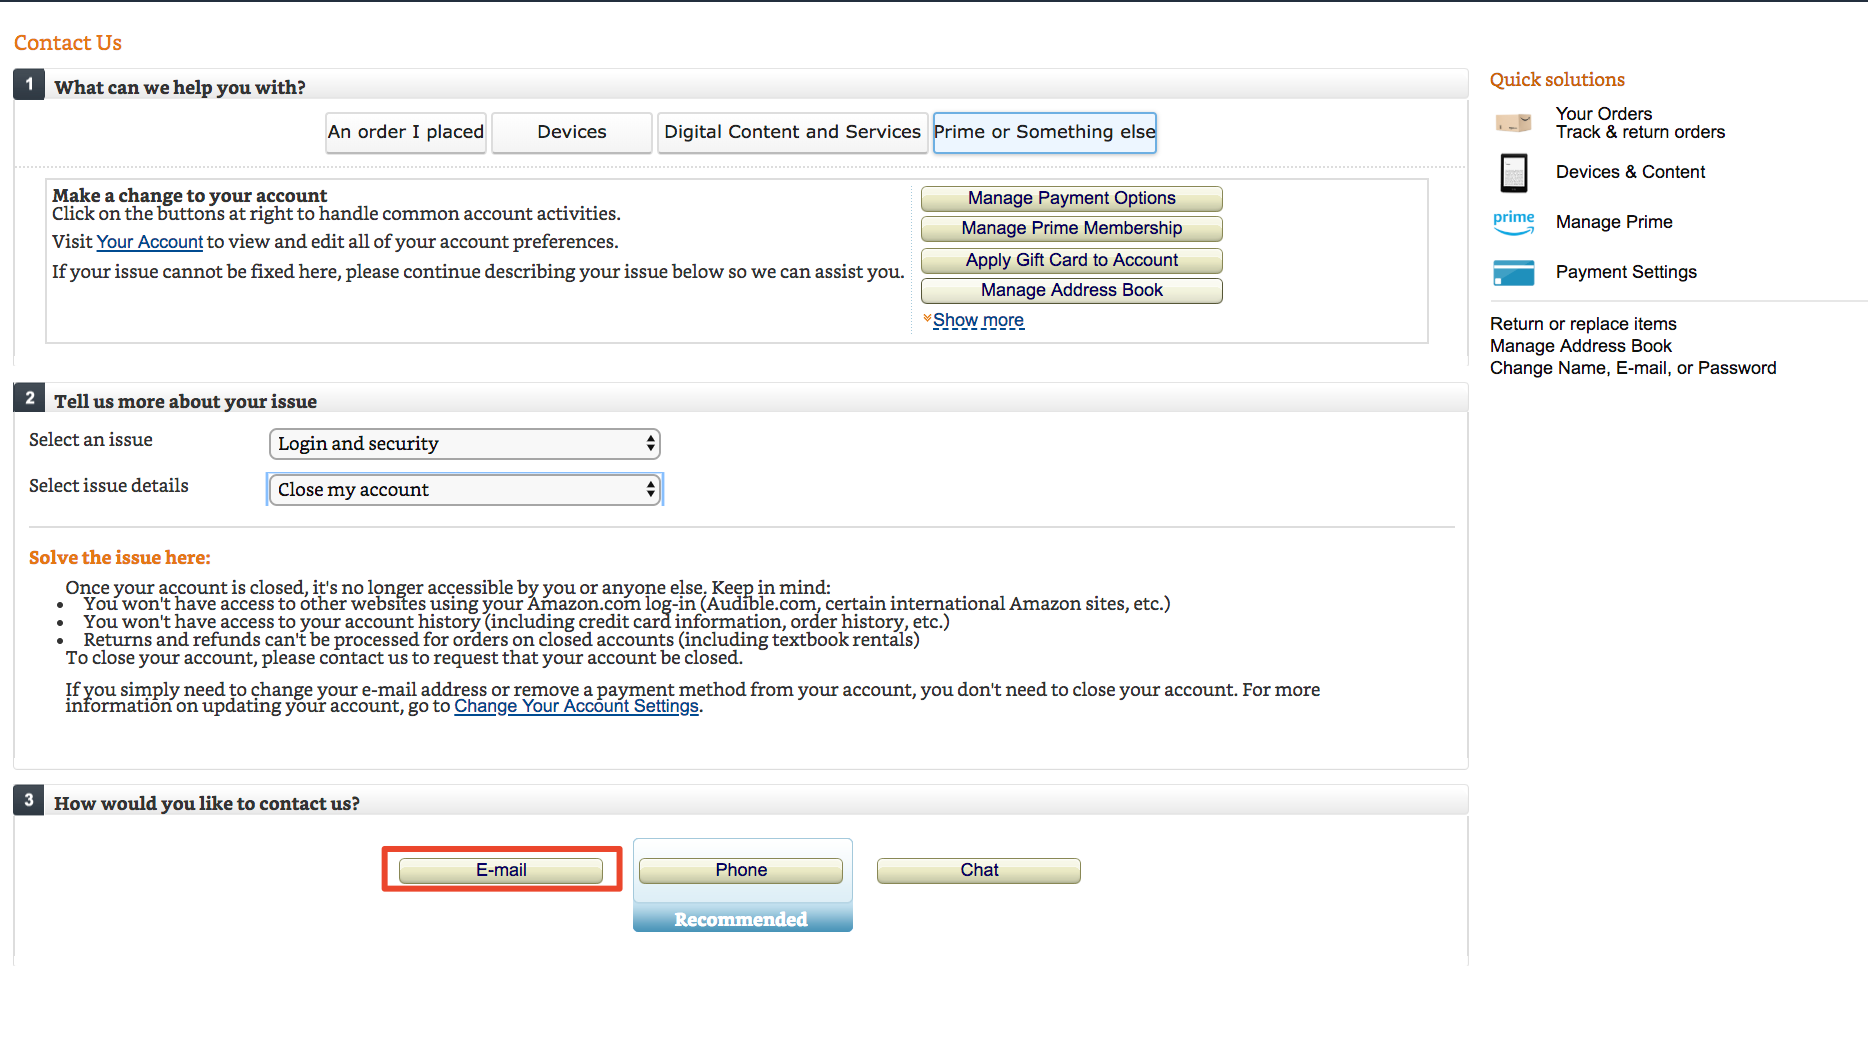 Contact Us
1 What can we help you with?
An order I placed Devices Digital Content and Services Prime or Something else
Make a change to your account
Click on the buttons at right to handle common account activities.
Visit Your Account to view and edit all of your account preferences.
If your issue cannot be fixed here, please continue describing your issue below so we can assist you.
Manage Payment Options
Manage Prime Membership
Apply Gift Card to Account
Manage Address Book
Show more
2 Tell us more about your issue
Select an issue Login and security
Select issue details Close my account
Solve the issue here:
Once your account is closed, it's no longer accessible by you or anyone else. Keep in mind:
• You won't have access to other websites using your Amazon.com log-in (Audible.com, certain international Amazon sites, etc.)
• You won't have access to your account history (including credit card information, order history, etc.)
• Returns and refunds can't be processed for orders on closed accounts (including textbook rentals)
To close your account, please contact us to request that your account be closed.
If you simply need to change your e-mail address or remove a payment method from your account, you don't need to close your account. For more
information on updating your account, go to Change Your Account Settings.
3 How would you like to contact us?
E-mail Phone Chat
Recommended
Quick solutions
Your Orders
Track & return orders
Devices & Content
prime Manage Prime
Payment Settings
Return or replace items
Manage Address Book
Change Name, E-mail, or Password